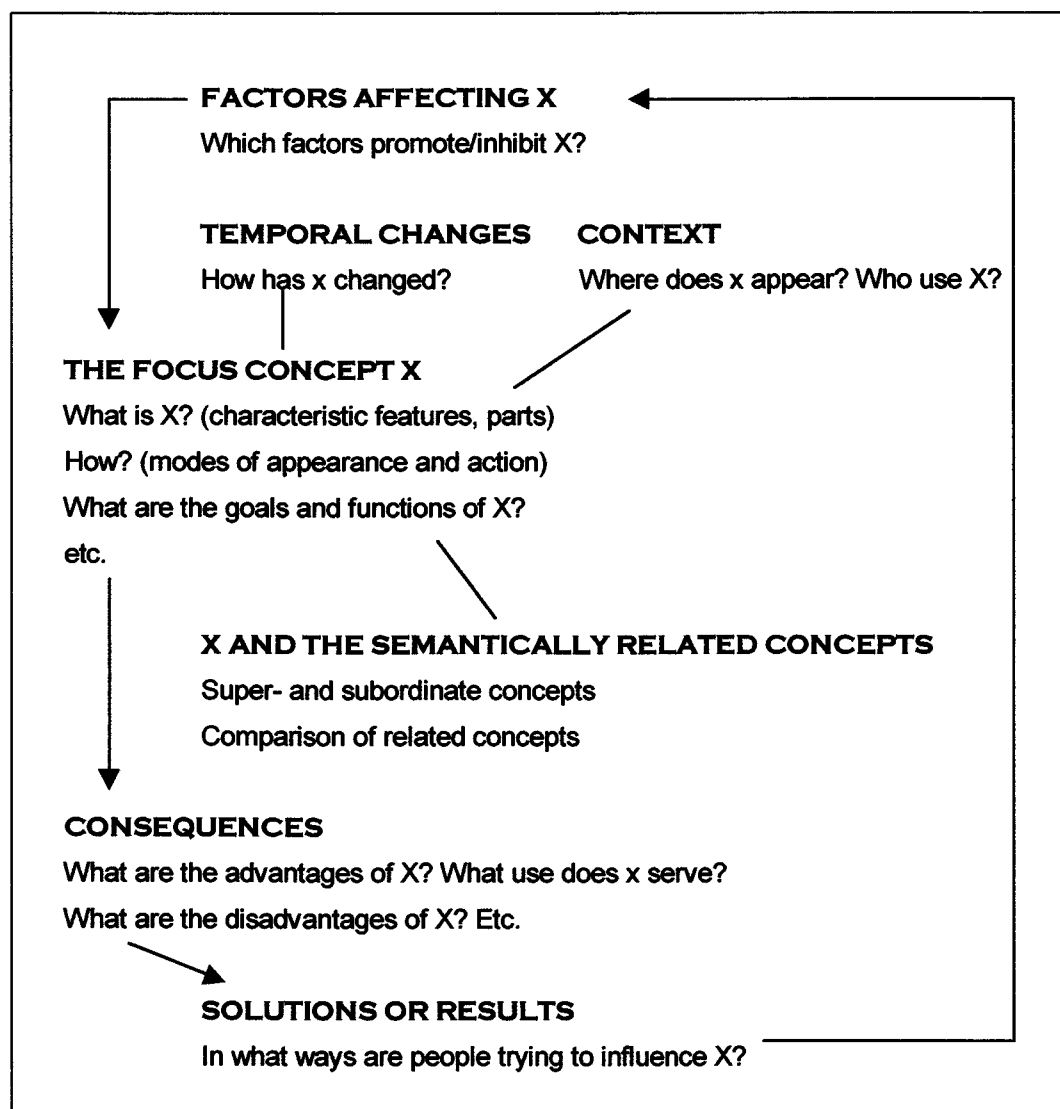 FACTORS AFFECTING X
Which factors promote/inhibit X?
TEMPORAL CHANGES
How has x changed?
CONTEXT
Where does x appear? Who use X?
THE FOCUS CONCEPT X
What is X? (characteristic features, parts)
How? (modes of appearance and action)
What are the goals and functions of X?
etc.
X AND THE SEMANTICALLY RELATED CONCEPTS
Super- and subordinate concepts
Comparison of related concepts
CONSEQUENCES
What are the advantages of X? What use does x serve?
What are the disadvantages of X? Etc.
SOLUTIONS OR RESULTS
In what ways are people trying to influence X?